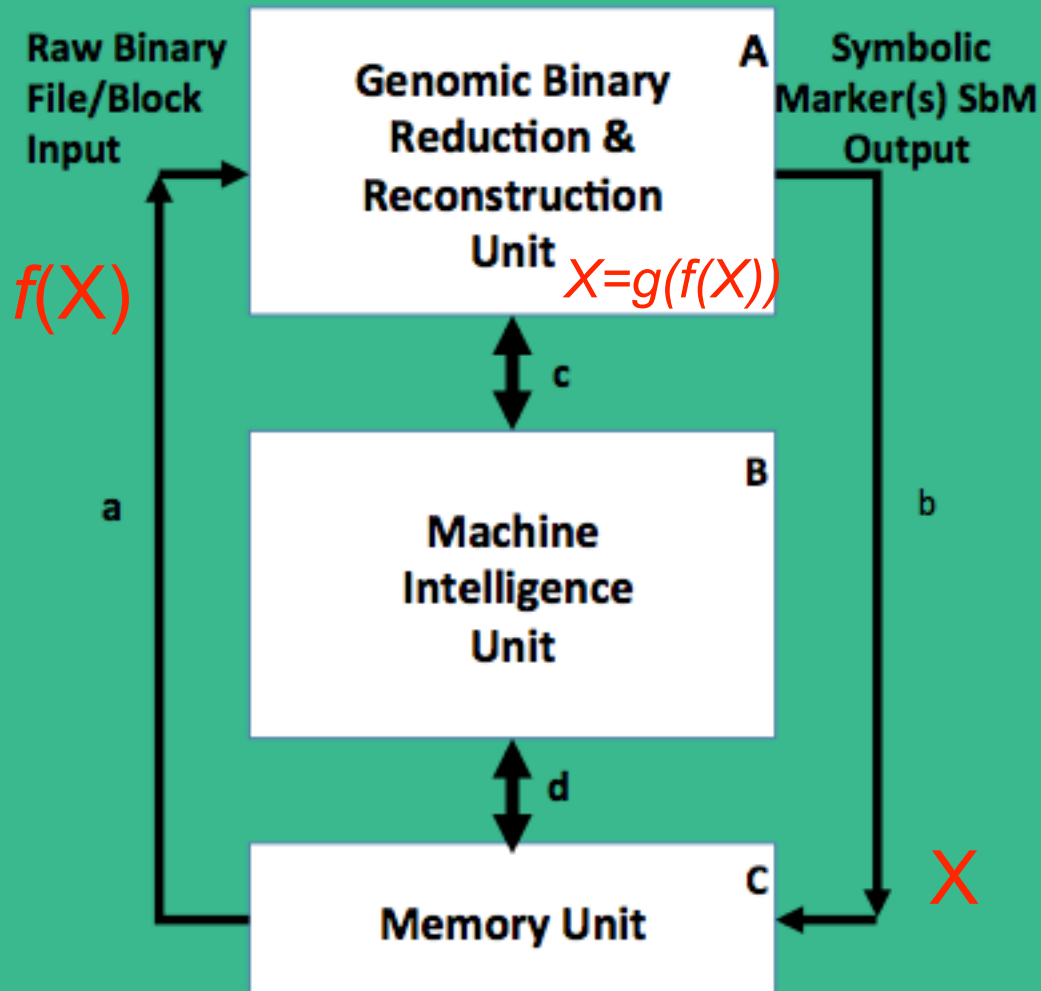 Raw Binary
File/Block
Input
A
Genomic Binary
Reduction &
Reconstruction
Unit
X=g(f(X))
Symbolic
Marker(s) SbM
Output
f(X)
c
a
B
Machine
Intelligence
Unit
b
d
C
Memory Unit
X